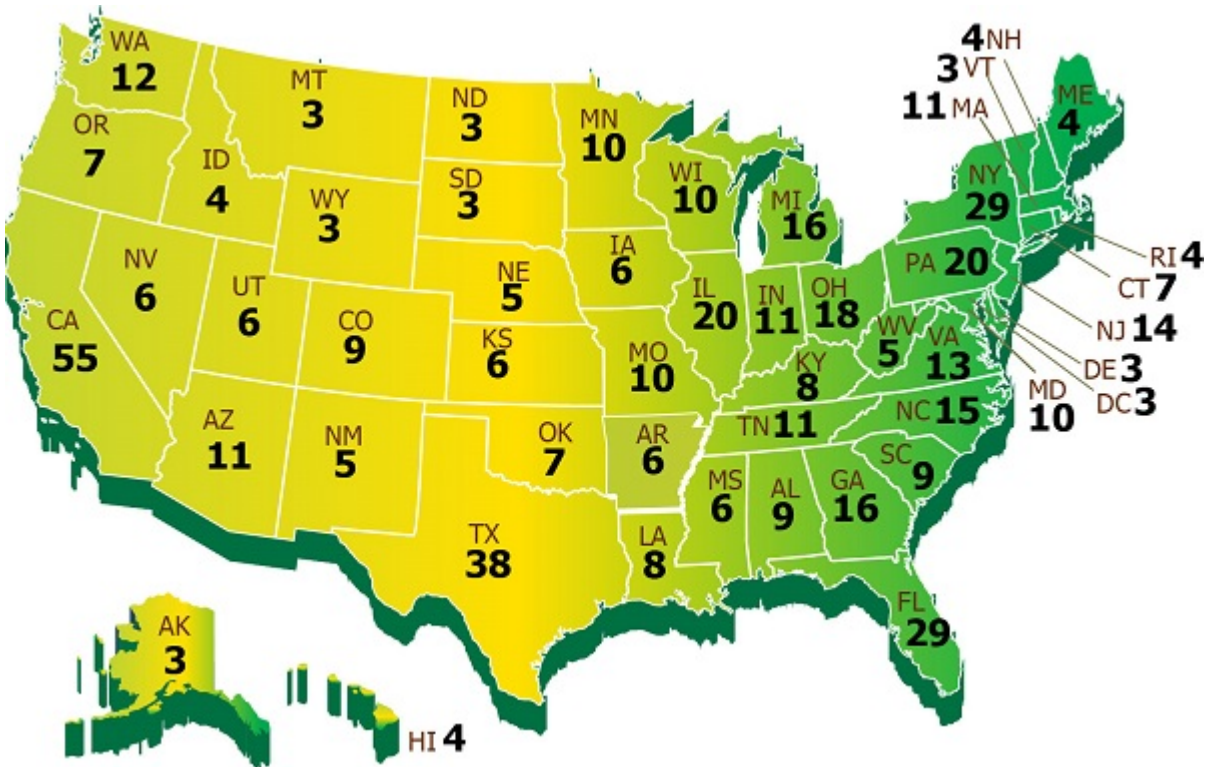 WA
12
OR
7
CA
55
ID
4
NV
6
MT
3
WY
3
UT
6
AZ
11
CO
9
NM
5
ND
3
SD
3
NE
5
KS
6
OK
7
TX
38
MN
10
IA
6
MO
10
AR
6
LA
8
WI
10
IL
20
MI
16
IN
11
OH
18
KY
8
TN 11
MS
6
AL
9
GA
16
FL
29
SC
9
NC 15
VA
13
WV
5
PA 20
NY
29
4 NH
3 VT
11 MA
ME
4
RI 4
CT 7
NJ 14
DE 3
DC 3
MD
10
AK
3
HI 4